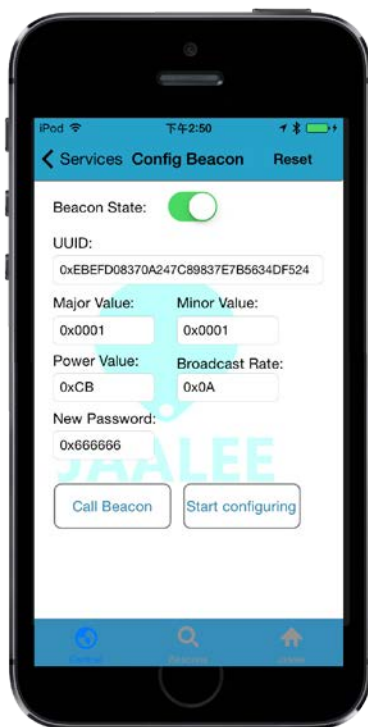 iPod 下午2:50
Services Config Beacon Reset
Beacon State:
UUID:
0xEBEFD08370A247C89837E7B5634DF524
Major Value: Minor Value:
0x0001 0x0001
Power Value: Broadcast Rate:
0xCB 0x0A
New Password:
0x666666
JAALEE
Call Beacon Start configuring
Control